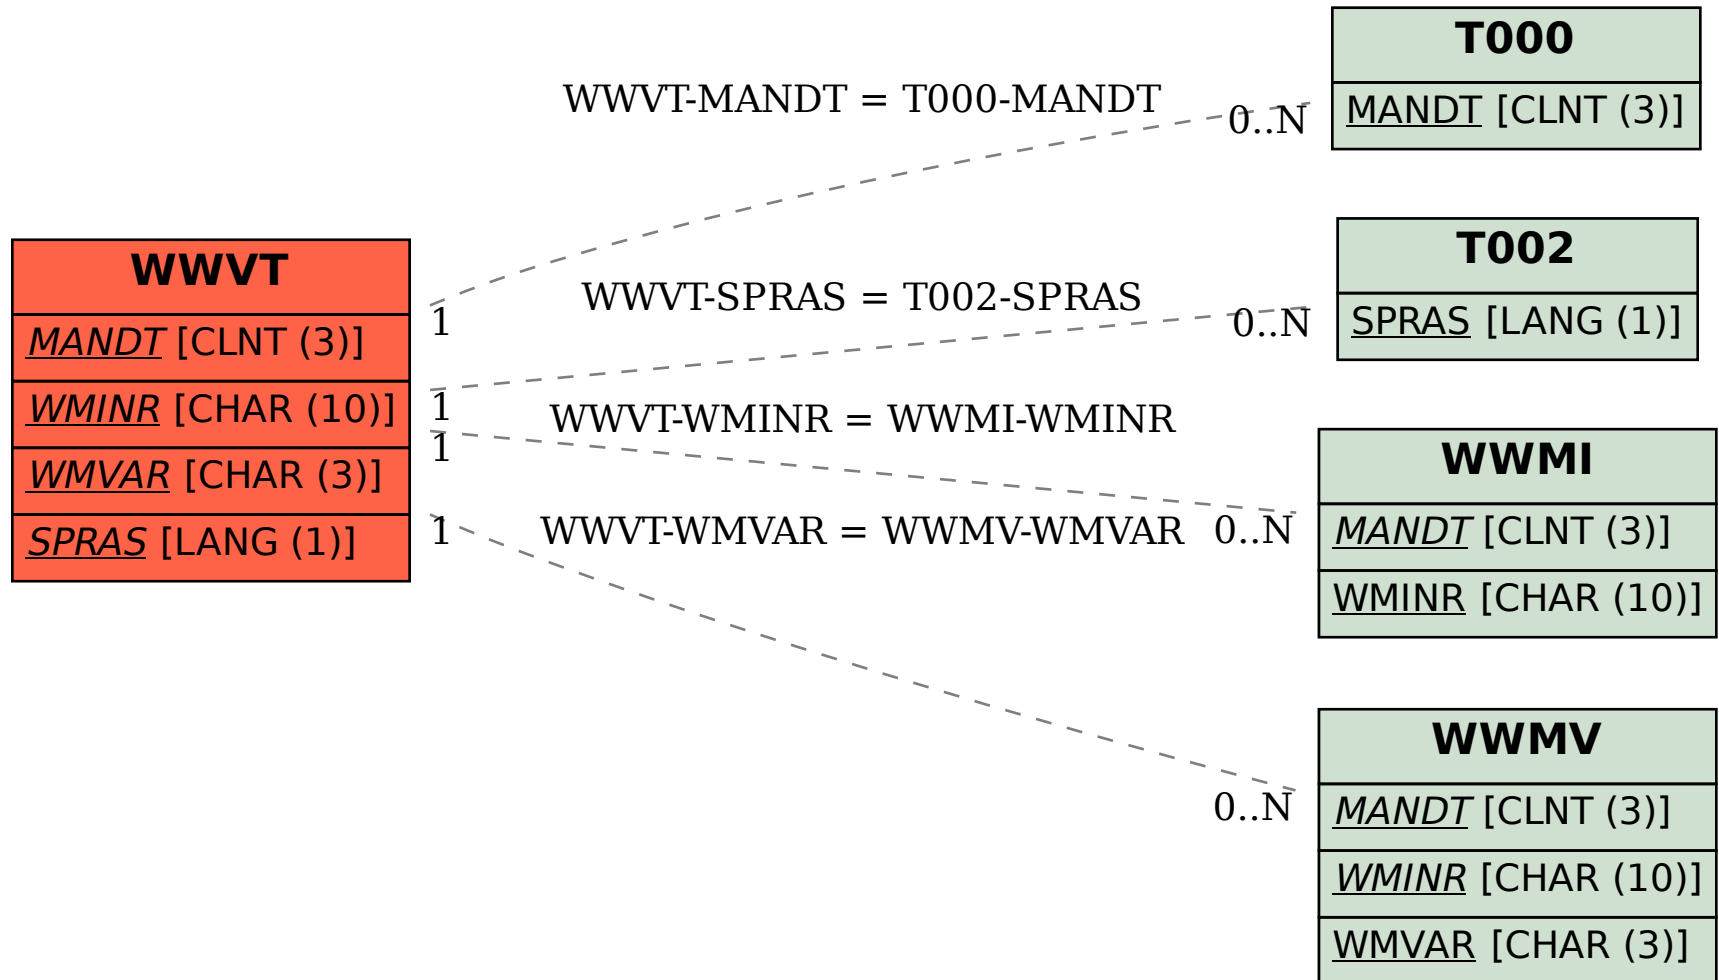 WWVT
MANDT [CLNT (3)]
WMINR [CHAR (10)]
WMVAR [CHAR (3)]
SPRAS [LANG (1)]
WWVT-MANDT = T000-MANDT
1
0..N
WWVT-SPRAS = T002-SPRAS
1
0..N
WWVT-WMINR = WWMI-WMINR
1
0..N
WWVT-WMVAR = WWMV-WMVAR
1
0..N
T000
MANDT [CLNT (3)]
T002
SPRAS [LANG (1)]
WWMI
MANDT [CLNT (3)]
WMINR [CHAR (10)]
WWMV
MANDT [CLNT (3)]
WMINR [CHAR (10)]
WMVAR [CHAR (3)]